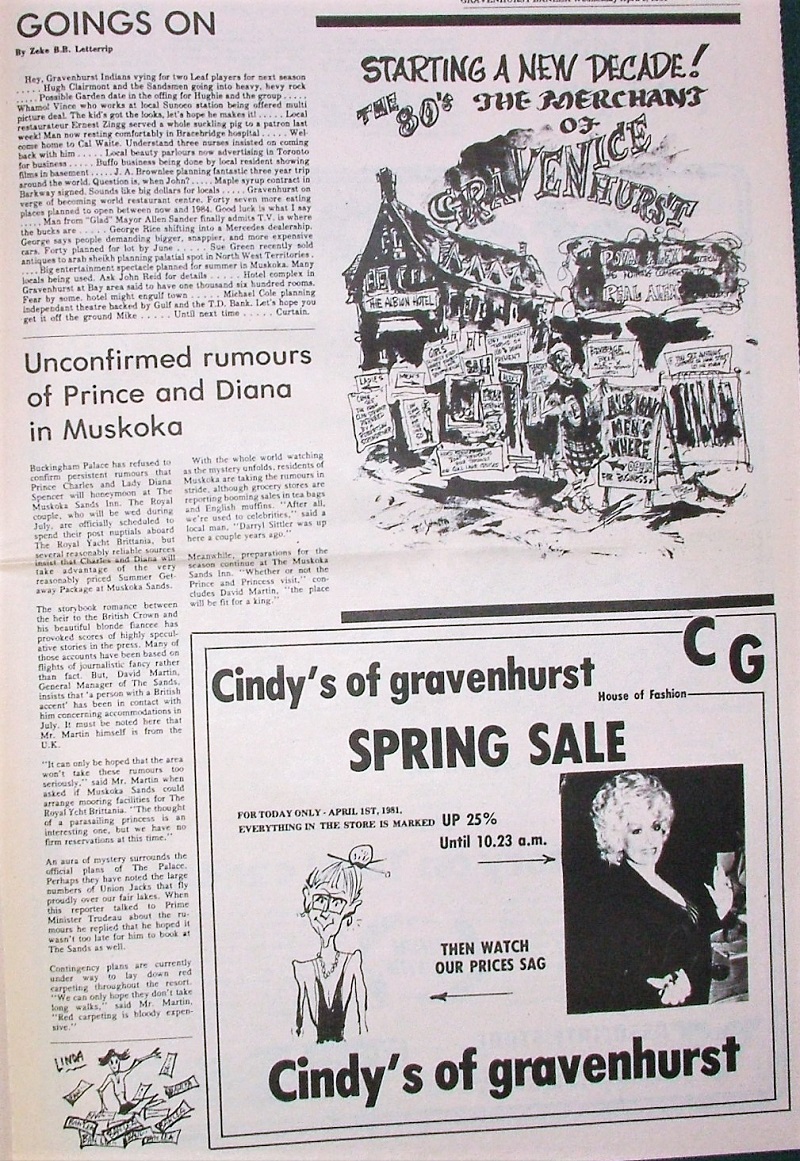 GOINGS ON
By Zeke B.B. Letterrip
Hey, Gravenhurst Indians vying for two Leaf players for next season
. . . . . Hugh Clairmont and the Sandsmen going into heavy, hevy rock
. . . . . Possible Garden date in the offing for Hughie and the group . . . . .
Whamo! Vince who works at local Sunoco station being offered multi
picture deal. The kid's got the looks, let's hope he makes it! . . . . . Local
restaurateur Ernest Zingg served a whole suckling pig to a patron last
week! Man now resting comfortably in Bracebridge hospital . . . . . Wel-
come home to Cal Waite. Understand three nurses insisted on coming
back with him . . . . . Local beauty parlours now advertising in Toronto
for business . . . . . Buffo business being done by local resident showing
films in basement . . . . . J. A. Brownlee planning fantastic three year trip
around the world. Question is, when John? . . . . . Maple syrup contract in
Barkway signed. Sounds like big dollars for locals . . . . . Gravenhurst on
verge of becoming world restaurant centre. Forty seven more eating
places planned to open between now and 1984. Good luck is what I say
. . . . . Man from "Glad" Mayor Allen Sander finally admits T.V. is where
the bucks are . . . . . George Rice shifting into a Mercedes dealership.
George says people demanding bigger, snappier, and more expensive
cars. Forty planned for lot by June . . . . . Sue Green recently sold
antiques to arab sheikh planning palatial spot in North West Territories .
. . . . Big entertainment spectacle planned for summer in Muskoka. Many
locals being used. Ask John Reid for details . . . . . Hotel complex in
Gravenhurst at Bay area said to have one thousand six hundred rooms.
Fear by some, hotel might engulf town . . . . . Michael Cole planning
independant theatre backed by Gulf and the T.D. Bank. Let's hope you
get it off the ground Mike . . . . . Until next time . . . . . Curtain.
Unconfirmed rumours
of Prince and Diana
in Muskoka
Buckingham Palace has refused to
confirm persistent rumours that
Prince Charles and Lady Diana
Spencer will honeymoon at The
Muskoka Sands Inn. The Royal
couple, who will be wed during
July, are officially scheduled to
spend their post nuptials aboard
The Royal Yacht Brittania, but
several reasonably reliable sources
insist that Charles and Diana will
take advantage of the very
reasonably priced Summer Get-
away Package at Muskoka Sands.
The storybook romance between
the heir to the British Crown and
his beautiful blonde fiancee has
provoked scores of highly specul-
ative stories in the press. Many of
those accounts have been based on
flights of journalistic fancy rather
than fact. But, David Martin,
General Manager of The Sands,
insists that 'a person with a British
accent' has been in contact with
him concerning accommodations in
July. It must be noted here that
Mr. Martin himself is from the
U.K.
"It can only be hoped that the area
won't take these rumours too
seriously," said Mr. Martin when
asked if Muskoka Sands could
arrange mooring facilities for The
Royal Ycht Brittania. "The thought
of a parasailing princess is an
interesting one, but we have no
firm reservations at this time."
An aura of mystery surrounds the
official plans of The Palace.
Perhaps they have noted the large
numbers of Union Jacks that fly
proudly over our fair lakes. When
this reporter talked to Prime
Minister Trudeau about the ru-
mours he replied that he hoped it
wasn't too late for him to book at
The Sands as well.
Contingency plans are currently
under way to lay down red
carpeting throughout the resort.
"We can only hope they don't take
long walks," said Mr. Martin,
"Red carpeting is bloody expen-
sive."
With the whole world watching
as the mystery unfolds, residents of
Muskoka are taking the rumours in
stride, although grocery stores are
reporting booming sales in tea bags
and English muffins. "After all,
we're used to celebrities," said a
local man, "Darryl Sittler was up
here a couple years ago."
Meanwhile, preparations for the
season continue at The Muskoka
Sands Inn. "Whether or not the
Prince and Princess visit," con-
cludes David Martin, "the place
will be fit for a king."
LINDA
STARTING A NEW DECADE!
THE 80's THE MERCHANT
OF
GRAVENICE
GRAVENHURST
THE ALBION HOTEL
LADIES
MEN'S
SALE
BEVERAGE
ALBION
MEN'S
WHERE
OPEN
FOR BUSINESS
CG
Cindy's of gravenhurst
House of Fashion
SPRING SALE
FOR TODAY ONLY - APRIL 1ST, 1981.
EVERYTHING IN THE STORE IS MARKED UP 25%
Until 10.23 a.m.
THEN WATCH
OUR PRICES SAG
Cindy's of gravenhurst